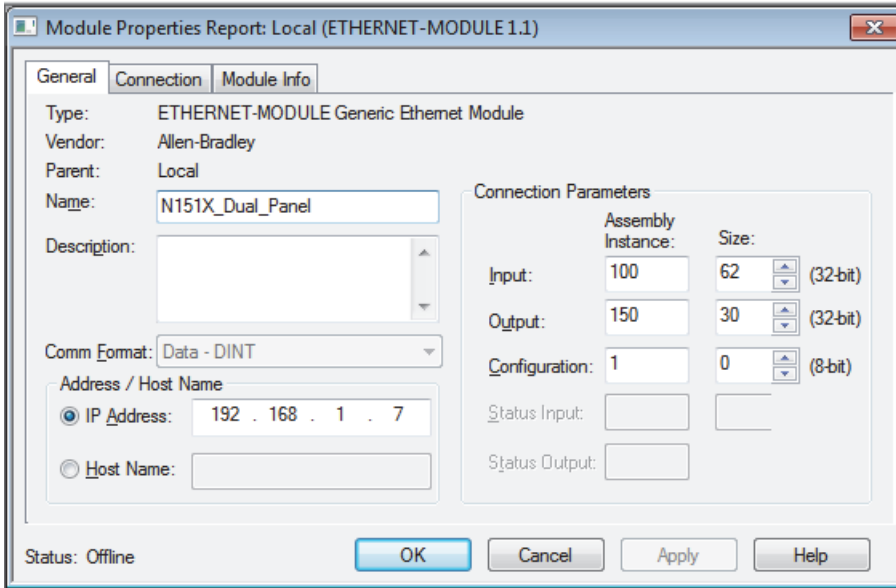 Module Properties Report: Local (ETHERNET-MODULE 1.1)
General Connection Module Info
Type: ETHERNET-MODULE Generic Ethernet Module
Vendor: Allen-Bradley
Parent: Local
Name: N151X_Dual_Panel
Description:
Comm Format: Data - DINT
Address / Host Name
IP Address: 192 . 168 . 1 . 7
Host Name:
Connection Parameters
Assembly
Instance: Size:
Input: 100 62 (32-bit)
Output: 150 30 (32-bit)
Configuration: 1 0 (8-bit)
Status Input:
Status Output:
Status: Offline OK Cancel Apply Help